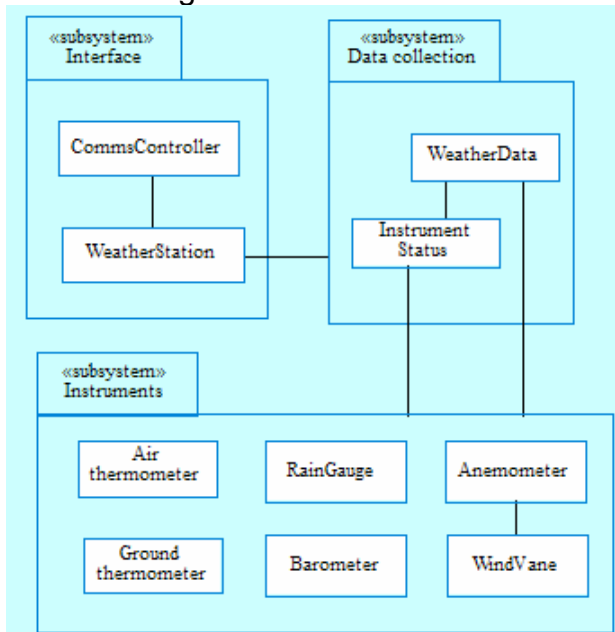 «subsystem»
Interface
CommsController
WeatherStation
«subsystem»
Data collection
WeatherData
Instrument
Status
«subsystem»
Instruments
Air
thermometer
RainGauge
Anemometer
Ground
thermometer
Barometer
WindVane